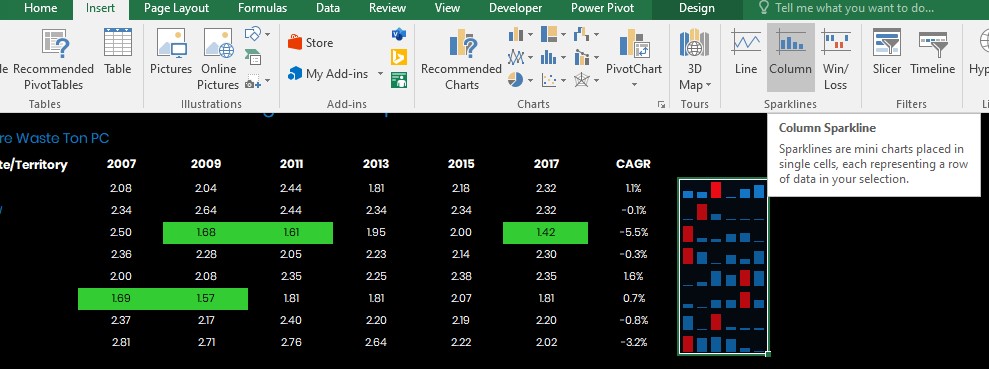 Home Insert Page Layout Formulas Data Review View Developer Power Pivot Design Tell me what you want to do...
Recommended
PivotTables
Table
Pictures
Online
Pictures
Store
My Add-ins
Recommended
Charts
PivotChart
3D
Map
Line
Column
Win/
Loss
Slicer
Timeline
Tables Illustrations Add-ins Charts Tours Sparklines Filters
Column Sparkline
Sparklines are mini charts placed in
single cells, each representing a row
of data in your selection.
re Waste Ton PC
te/Territory 2007 2009 2011 2013 2015 2017 CAGR
2.08 2.04 2.44 1.81 2.18 2.32 1.1%
2.34 2.64 2.44 2.34 2.34 2.32 -0.1%
2.50 1.68 1.61 1.95 2.00 1.42 -5.5%
2.36 2.28 2.05 2.23 2.14 2.30 -0.3%
2.00 2.08 2.35 2.25 2.38 2.35 1.6%
1.69 1.57 1.81 1.81 2.07 1.81 0.7%
2.37 2.17 2.40 2.20 2.19 2.20 -0.8%
2.81 2.71 2.76 2.64 2.22 2.02 -3.2%